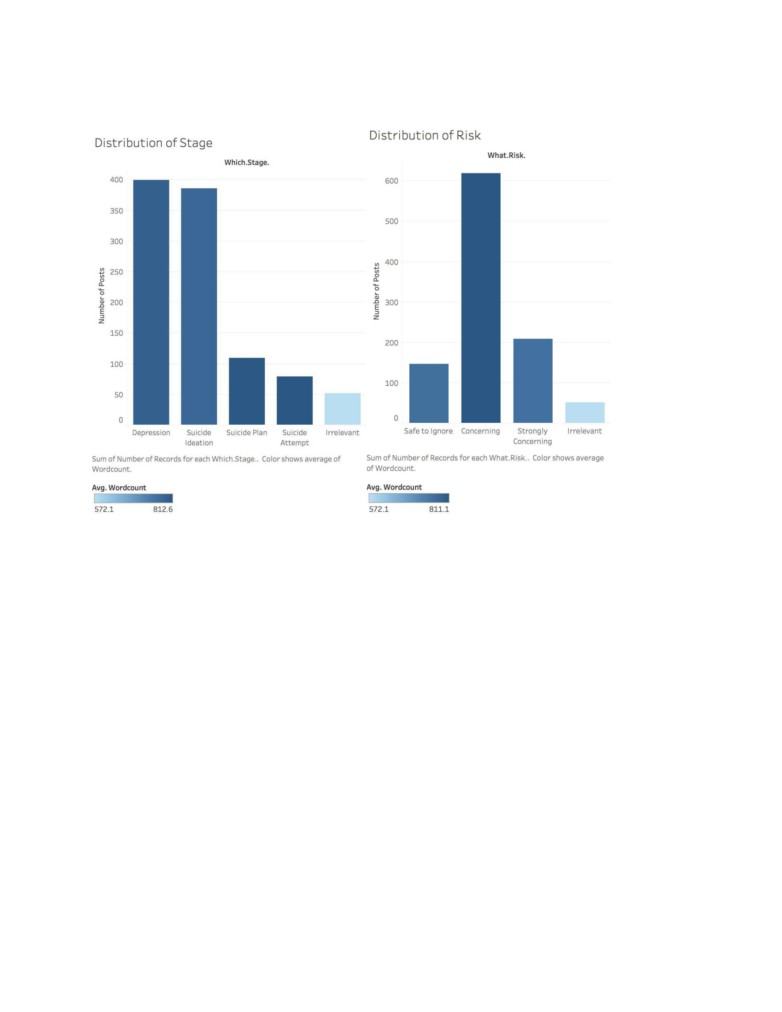 Distribution of Stage
Which.Stage.
Number of Posts
400
350
300
250
200
150
100
50
0
Depression
Suicide
Ideation
Suicide Plan
Suicide
Attempt
Irrelevant
Sum of Number of Records for each Which.Stage.. Color shows average of
Wordcount.
Avg. Wordcount
572.1 812.6
Distribution of Risk
What.Risk.
Number of Posts
600
500
400
300
200
100
0
Safe to Ignore
Concerning
Strongly
Concerning
Irrelevant
Sum of Number of Records for each What.Risk.. Color shows average
of Wordcount.
Avg. Wordcount
572.1 811.1